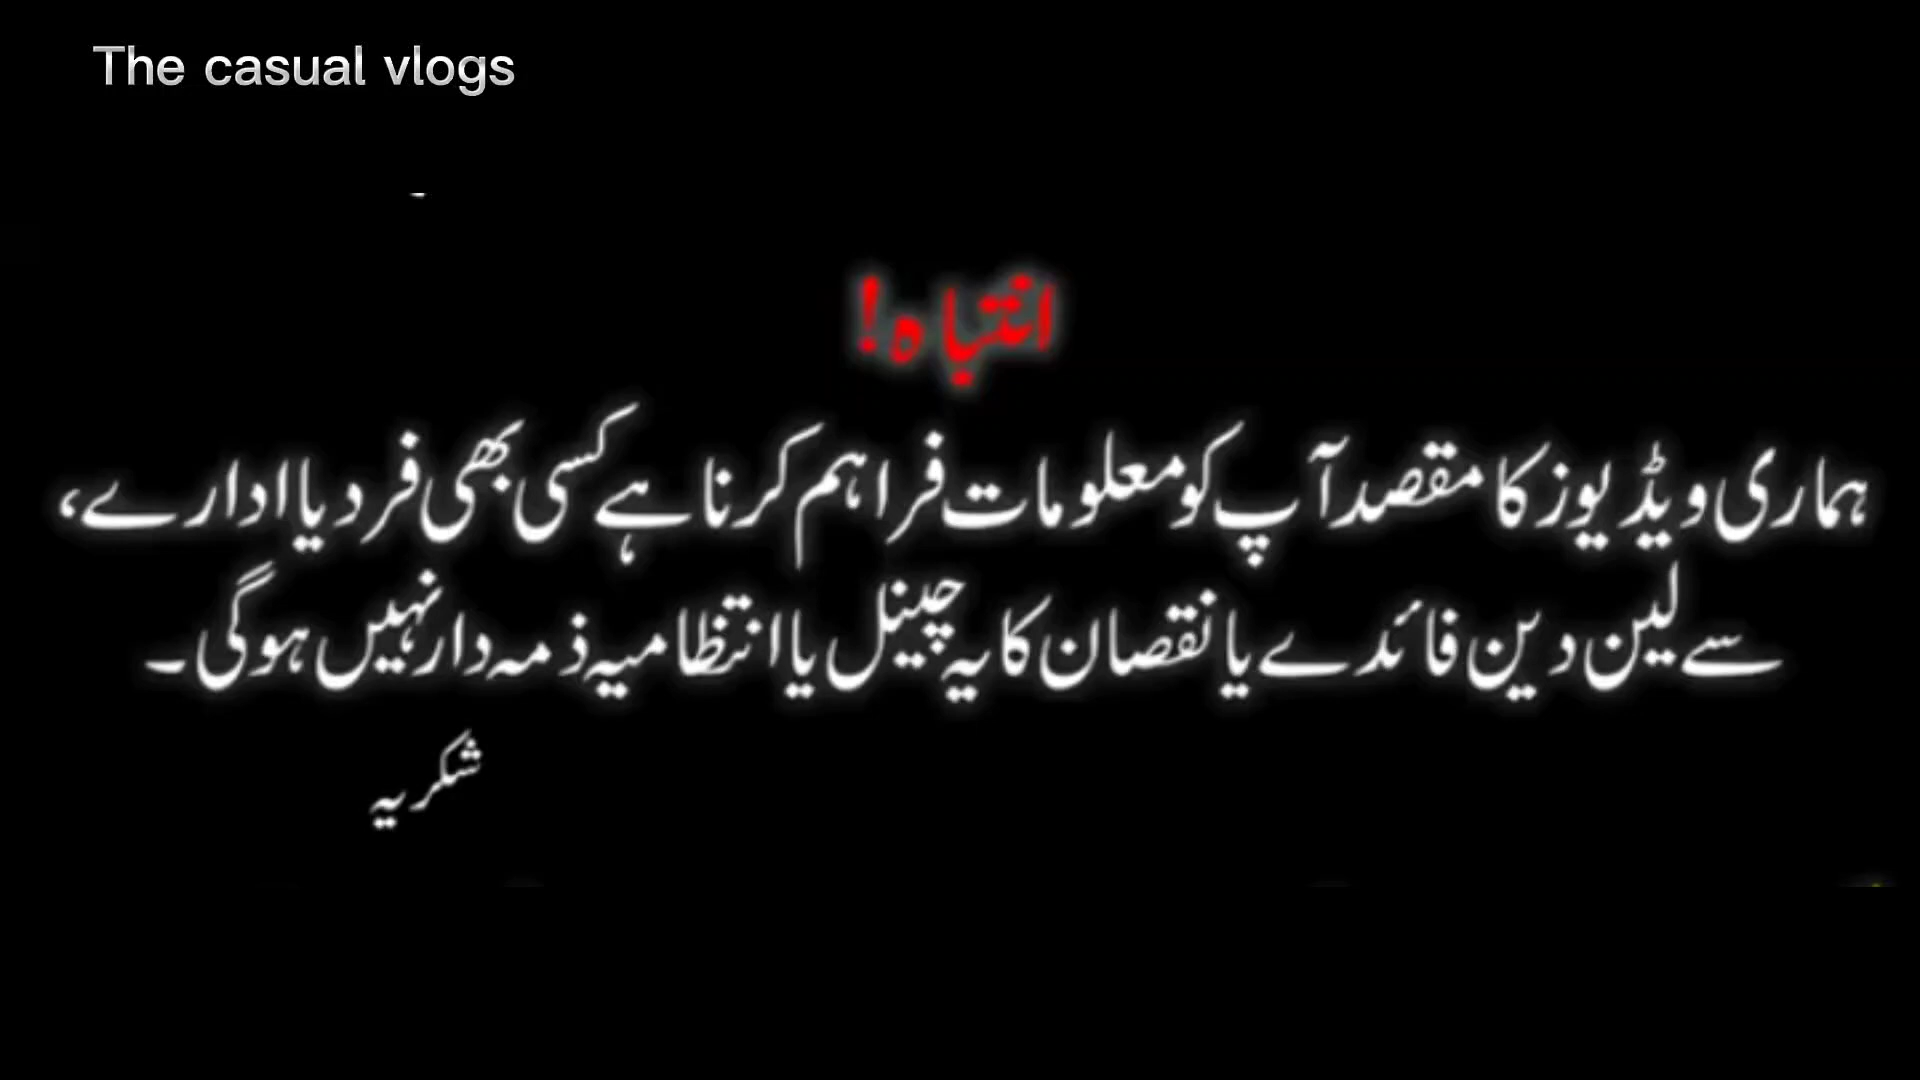 The casual vlogs
انتباہ!
ہماری ویڈیوز کا مقصد آپ کو معلومات فراہم کرنا ہے کسی بھی فرد یا ادارے،
سے لین دین فائدے یا نقصان کا یہ چینل یا انتظامیہ ذمہ دار نہیں ہوگی۔
شکریہ